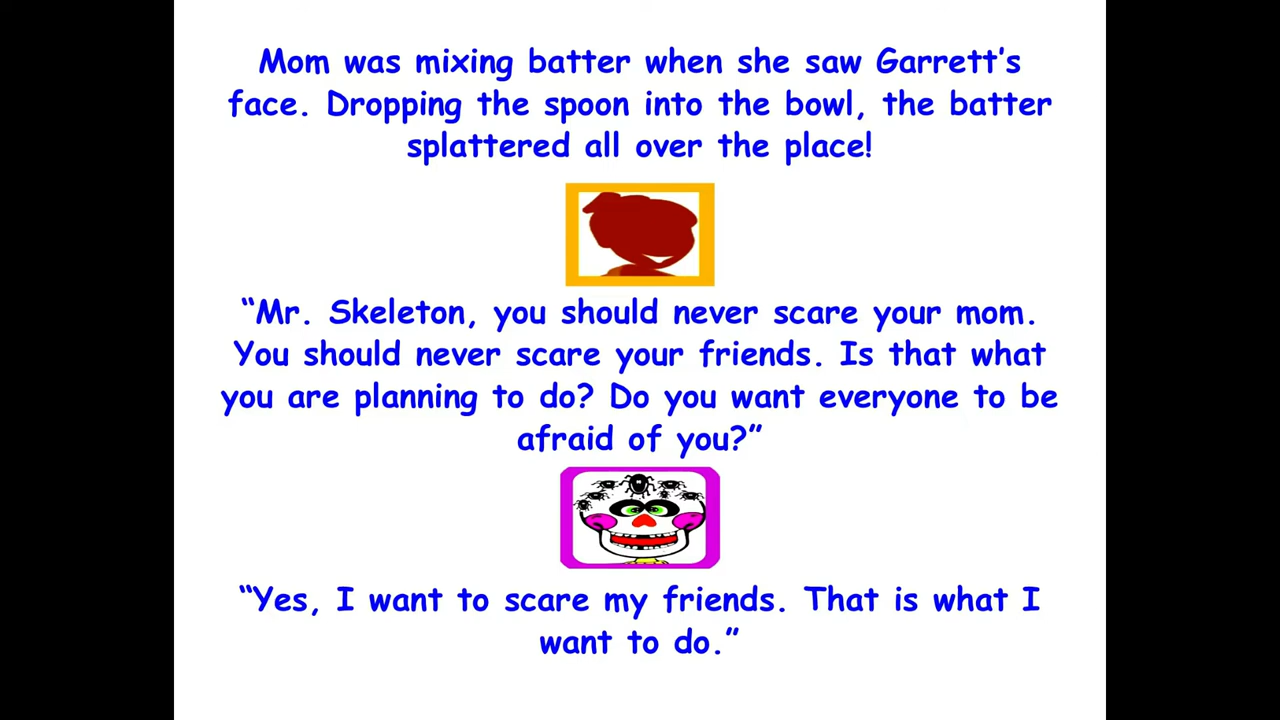 Mom was mixing batter when she saw Garrett's
face. Dropping the spoon into the bowl, the batter
splattered all over the place!
“Mr. Skeleton, you should never scare your mom.
You should never scare your friends. Is that what
you are planning to do? Do you want everyone to be
afraid of you?”
“Yes, I want to scare my friends. That is what I
want to do.”